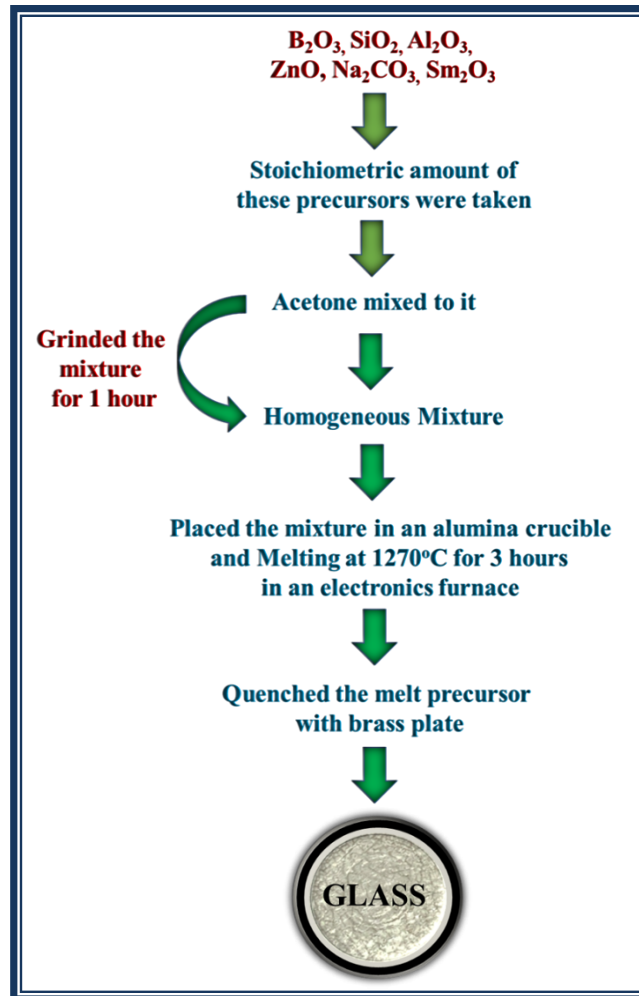 B₂O₃, SiO₂, Al₂O₃,
ZnO, Na₂CO₃, Sm₂O₃
Stoichiometric amount of
these precursors were taken
Acetone mixed to it
Grinded the
mixture
for 1 hour
Homogeneous Mixture
Placed the mixture in an alumina crucible
and Melting at 1270°C for 3 hours
in an electronics furnace
Quenched the melt precursor
with brass plate
GLASS